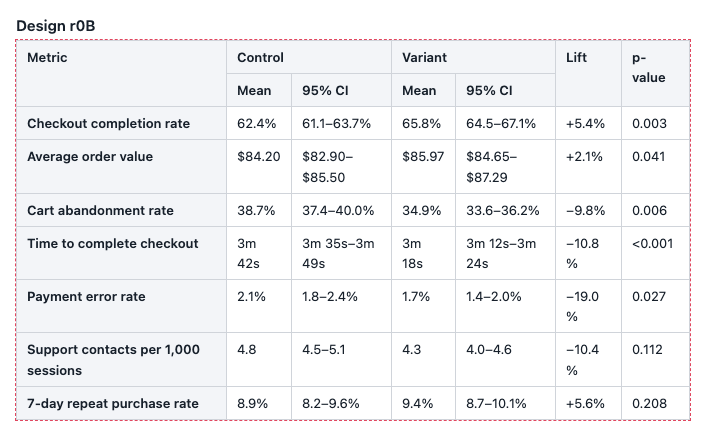 Design r0B
Metric Control Variant Lift p-value
Mean 95% CI Mean 95% CI
Checkout completion rate 62.4% 61.1–63.7% 65.8% 64.5–67.1% +5.4% 0.003
Average order value $84.20 $82.90–$85.50 $85.97 $84.65–$87.29 +2.1% 0.041
Cart abandonment rate 38.7% 37.4–40.0% 34.9% 33.6–36.2% −9.8% 0.006
Time to complete checkout 3m 42s 3m 35s–3m 49s 3m 18s 3m 12s–3m 24s −10.8% <0.001
Payment error rate 2.1% 1.8–2.4% 1.7% 1.4–2.0% −19.0% 0.027
Support contacts per 1,000 sessions 4.8 4.5–5.1 4.3 4.0–4.6 −10.4% 0.112
7-day repeat purchase rate 8.9% 8.2–9.6% 9.4% 8.7–10.1% +5.6% 0.208